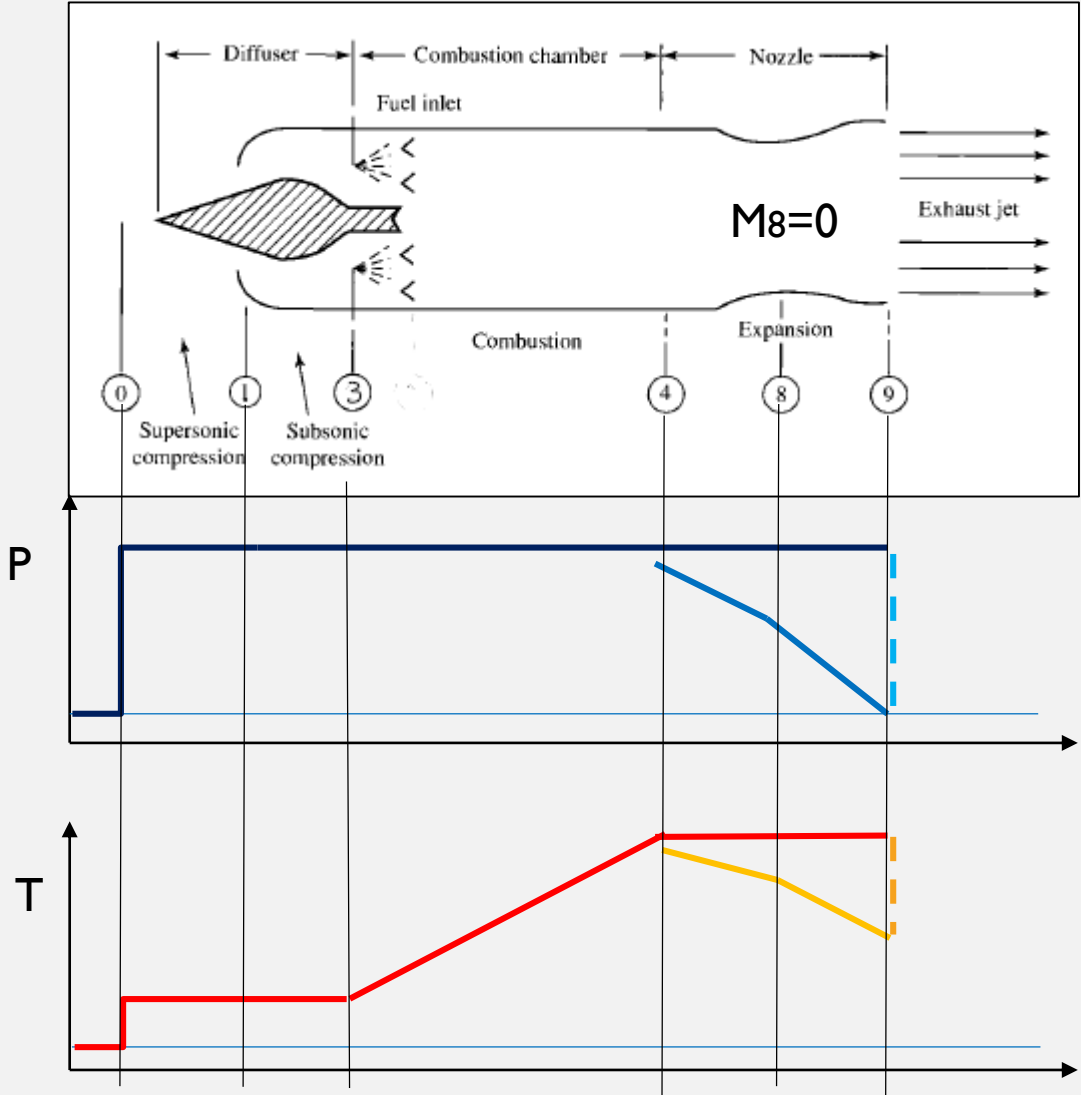 Diffuser
Combustion chamber
Nozzle
Fuel inlet
M8=0
Exhaust jet
Combustion
Expansion
0
1
3
4
8
9
Supersonic
compression
Subsonic
compression
P
T